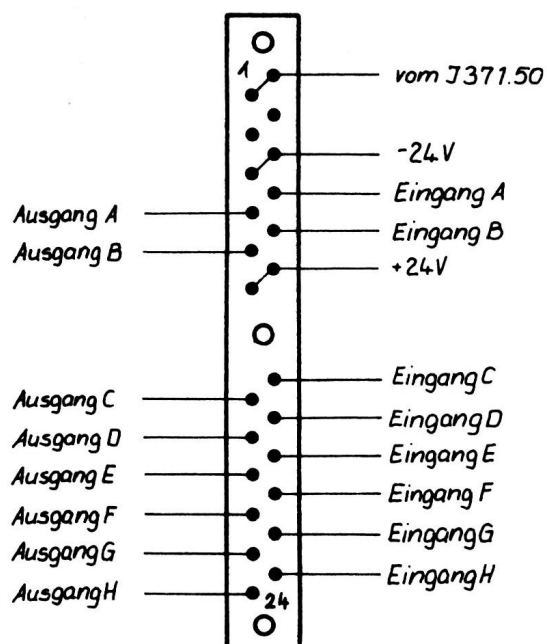 1
vom J371.50
-24V
Eingang A
Ausgang A
Eingang B
Ausgang B
+24V
Eingang C
Ausgang C
Eingang D
Ausgang D
Eingang E
Ausgang E
Eingang F
Ausgang F
Eingang G
Ausgang G
Eingang H
Ausgang H
24